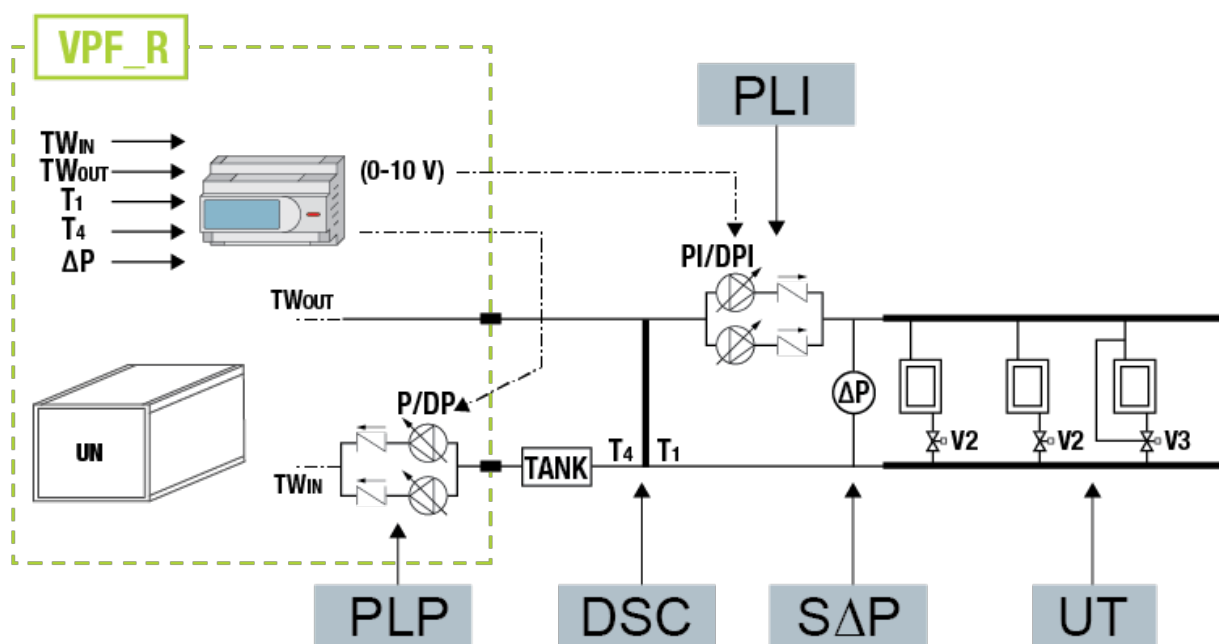 VPF_R
PLI
TWIN
TWOUT
T1
T4
ΔP
(0-10 V)
PI/DPI
TWOUT
ΔP
P/DP
V2
V2
V3
UN
TWIN
TANK
T4
T1
PLP
DSC
SΔP
UT